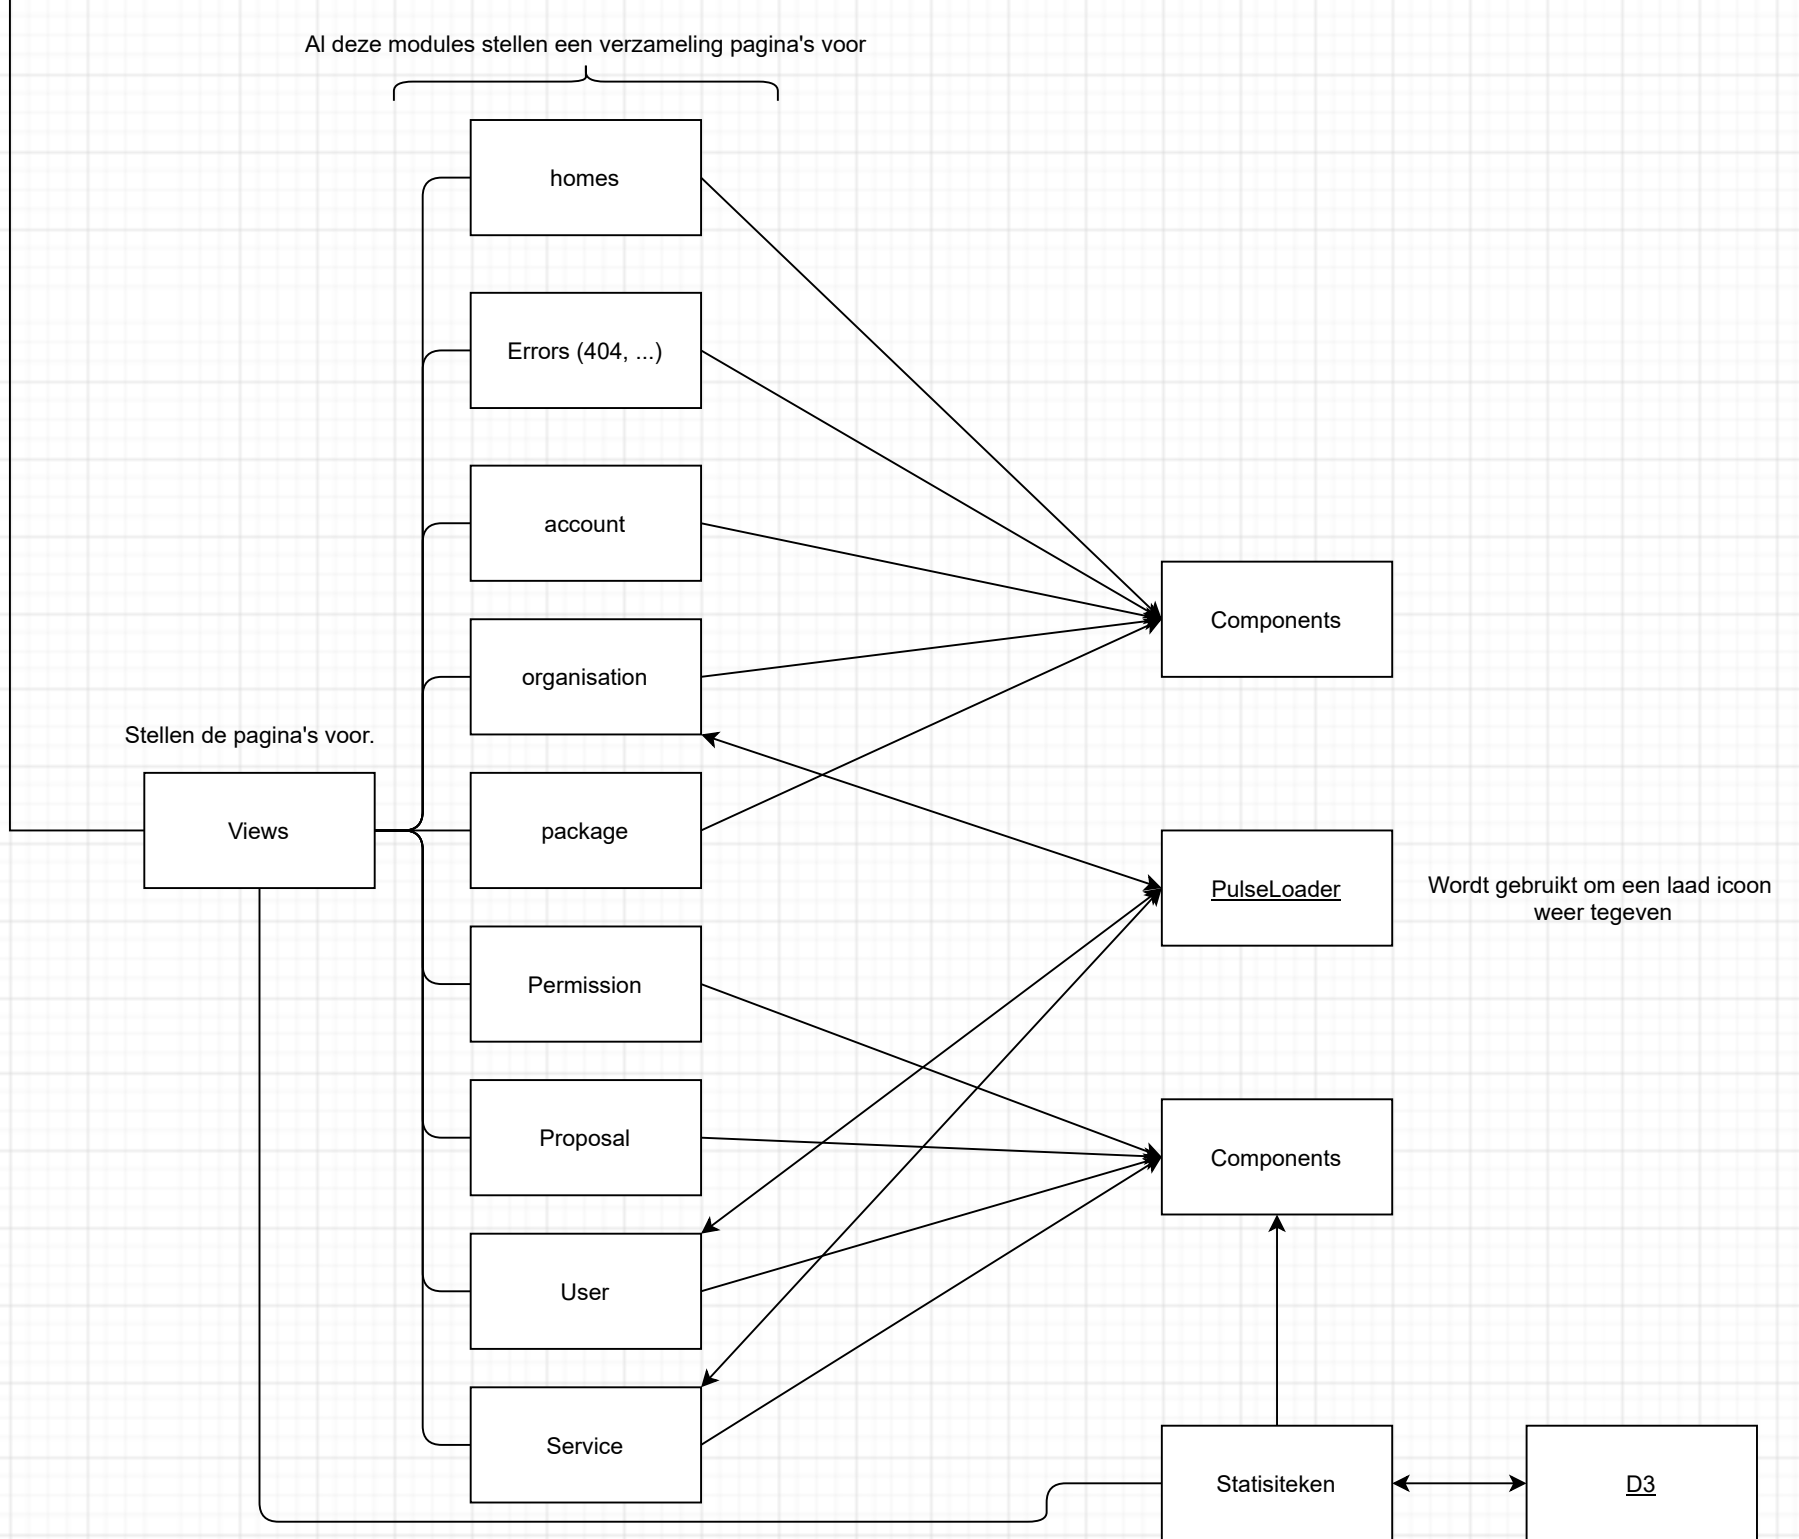 Al deze modules stellen een verzameling pagina's voor
homes
Errors (404, ...)
account
Components
organisation
Stellen de pagina's voor.
Views
package
PulseLoader
Wordt gebruikt om een laad icoon
weer tegeven
Permission
Proposal
Components
User
Service
Statisiteken
D3